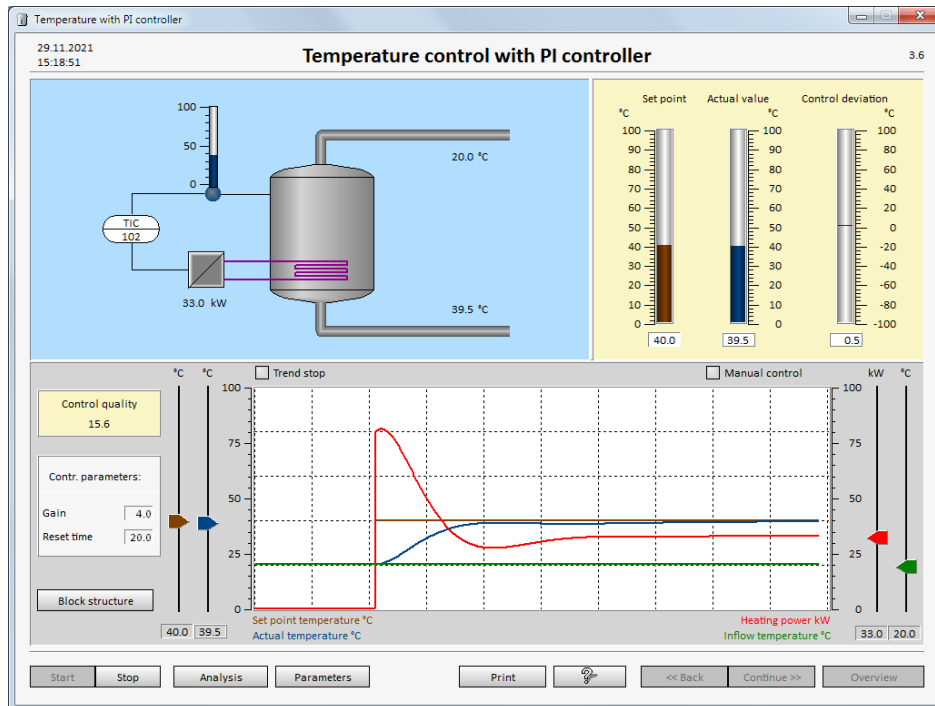 Temperature with PI controller
29.11.2021
15:18:51
Temperature control with PI controller
3.6
100
50
0
TIC
102
33.0 kW
20.0 °C
39.5 °C
Set point
Actual value
Control deviation
°C
°C
°C
100
100
100
90
90
80
80
80
60
70
70
40
60
60
20
50
50
0
40
40
-20
30
30
-40
20
20
-60
10
10
-80
0
0
-100
40.0
39.5
0.5
°C
°C
Trend stop
Manual control
kW
°C
Control quality
15.6
Contr. parameters:
Gain
4.0
Reset time
20.0
Block structure
100
75
50
25
0
100
75
50
25
0
40.0
39.5
Set point temperature °C
Actual temperature °C
Heating power kW
Inflow temperature °C
33.0
20.0
Start
Stop
Analysis
Parameters
Print
?
<< Back
Continue >>
Overview